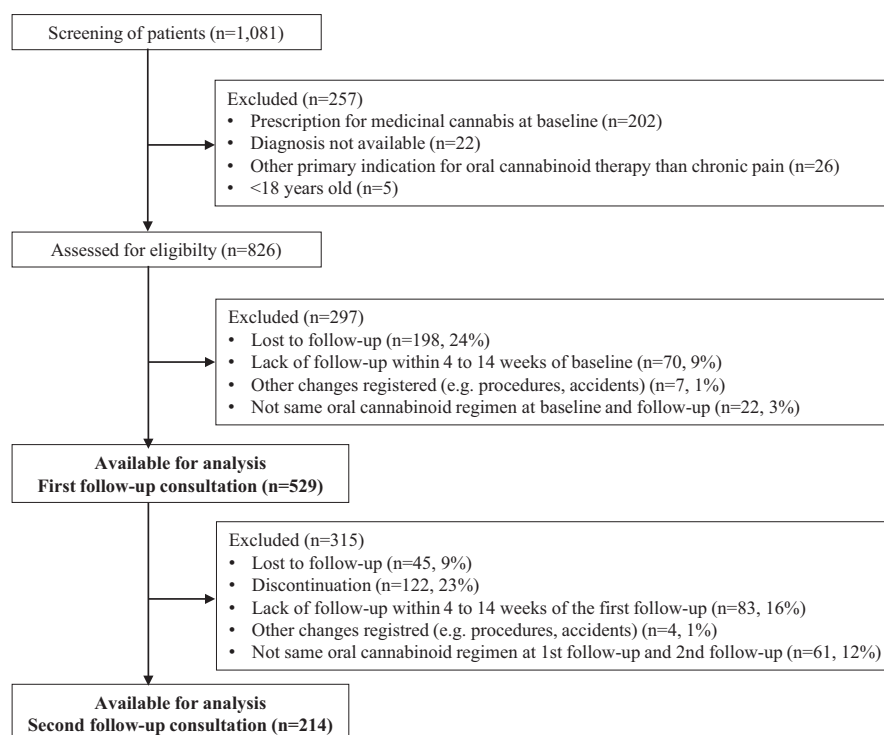 Screening of patients (n=1,081)
Excluded (n=257)
• Prescription for medicinal cannabis at baseline (n=202)
• Diagnosis not available (n=22)
• Other primary indication for oral cannabinoid therapy than chronic pain (n=26)
• <18 years old (n=5)
Assessed for eligibilty (n=826)
Excluded (n=297)
• Lost to follow-up (n=198, 24%)
• Lack of follow-up within 4 to 14 weeks of baseline (n=70, 9%)
• Other changes registered (e.g. procedures, accidents) (n=7, 1%)
• Not same oral cannabinoid regimen at baseline and follow-up (n=22, 3%)
Available for analysis
First follow-up consultation (n=529)
Excluded (n=315)
• Lost to follow-up (n=45, 9%)
• Discontinuation (n=122, 23%)
• Lack of follow-up within 4 to 14 weeks of the first follow-up (n=83, 16%)
• Other changes registred (e.g. procedures, accidents) (n=4, 1%)
• Not same oral cannabinoid regimen at 1st follow-up and 2nd follow-up (n=61, 12%)
Available for analysis
Second follow-up consultation (n=214)